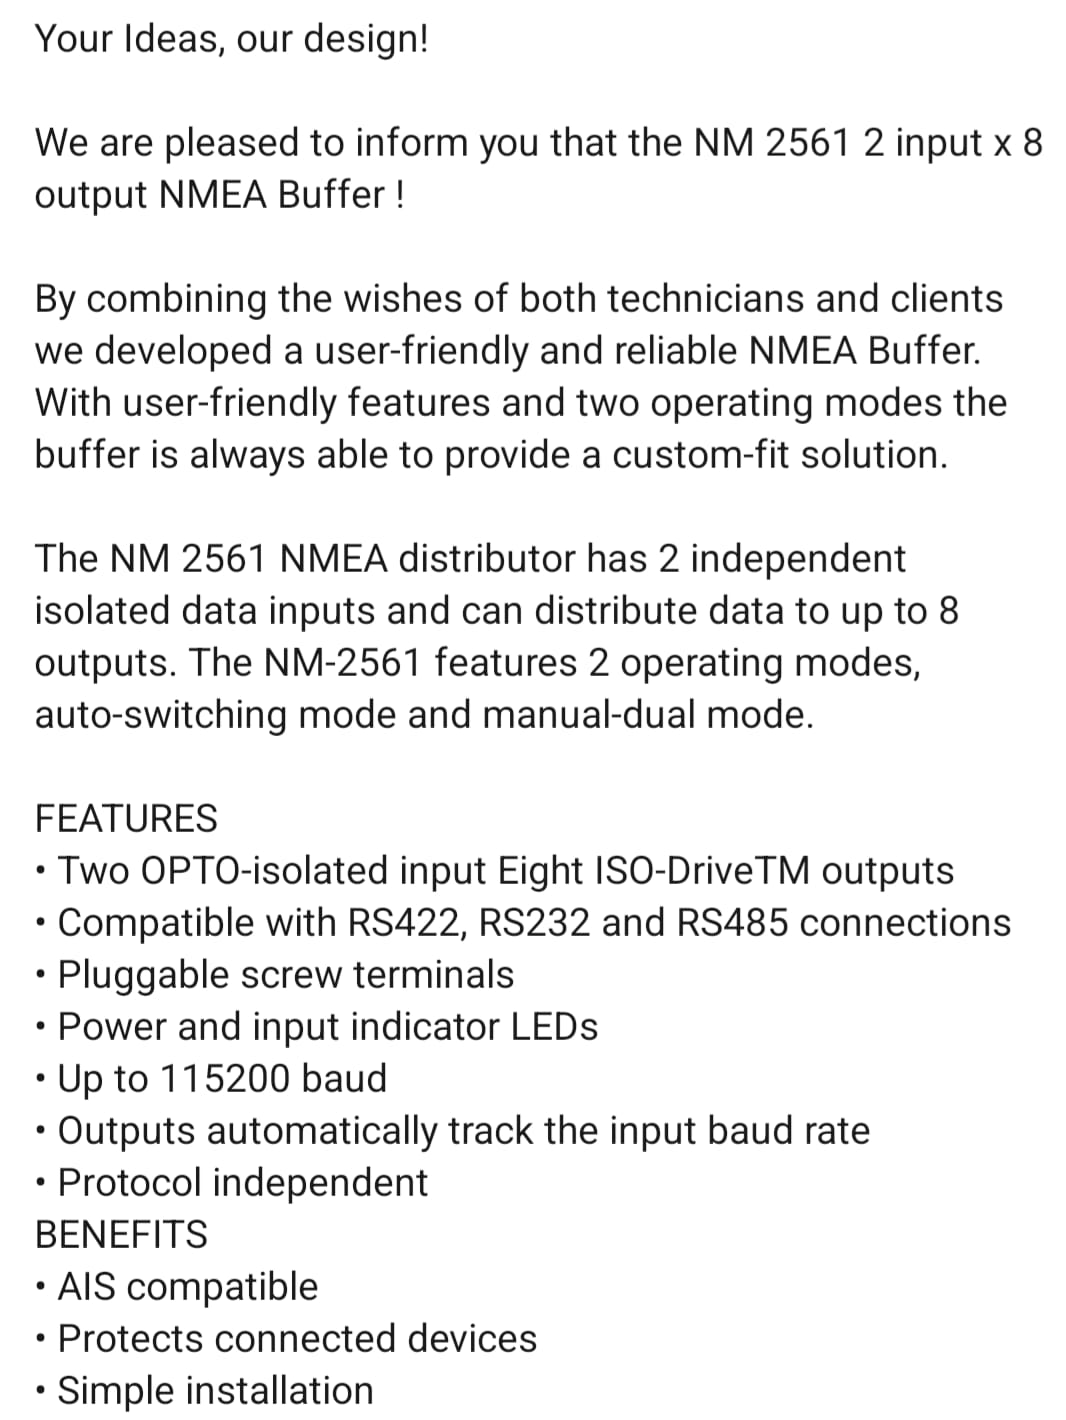 Your Ideas, our design!
We are pleased to inform you that the NM 2561 2 input x 8
output NMEA Buffer !
By combining the wishes of both technicians and clients
we developed a user-friendly and reliable NMEA Buffer.
With user-friendly features and two operating modes the
buffer is always able to provide a custom-fit solution.
The NM 2561 NMEA distributor has 2 independent
isolated data inputs and can distribute data to up to 8
outputs. The NM-2561 features 2 operating modes,
auto-switching mode and manual-dual mode.
FEATURES
• Two OPTO-isolated input Eight ISO-DriveTM outputs
• Compatible with RS422, RS232 and RS485 connections
• Pluggable screw terminals
• Power and input indicator LEDs
• Up to 115200 baud
• Outputs automatically track the input baud rate
• Protocol independent
BENEFITS
• AIS compatible
• Protects connected devices
• Simple installation